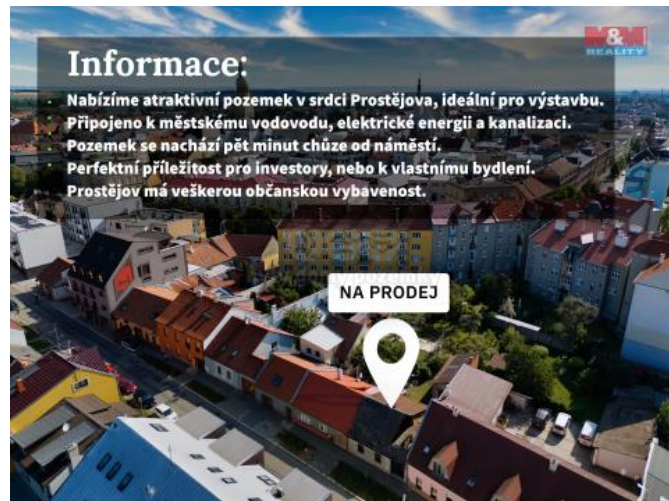 M&M
REALITY
Informace:
Nabízíme atraktivní pozemek v srdci Prostějova, ideální pro výstavbu.
Připojeno k městskému vodovodu, elektrické energii a kanalizaci.
Pozemek se nachází pět minut chůze od náměstí.
Perfektní příležitost pro investory, nebo k vlastnímu bydlení.
Prostějov má veškerou občanskou vybavenost.
NA PRODEJ